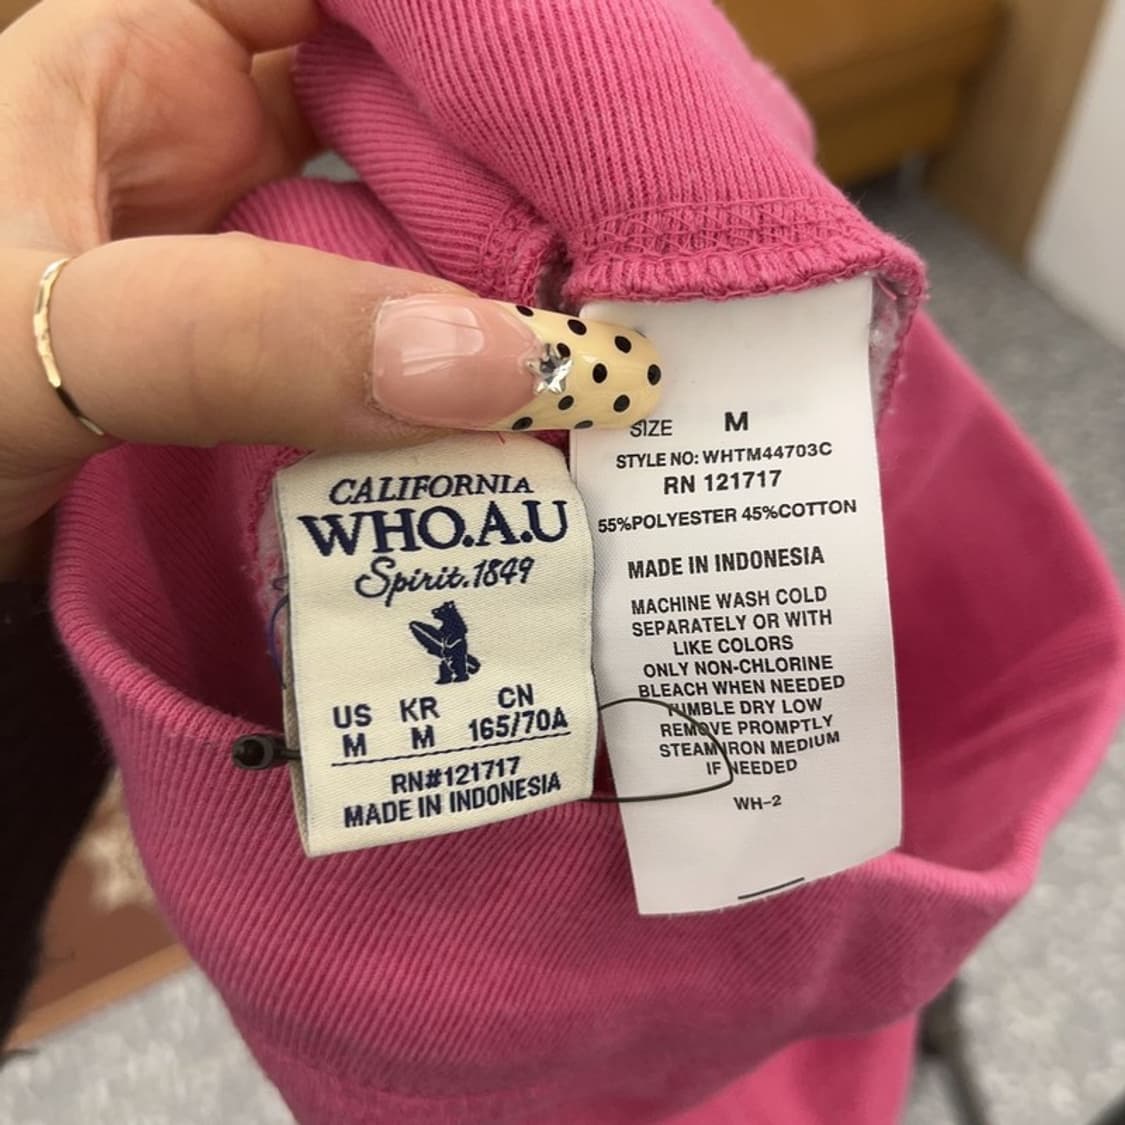 CALIFORNIA
WHO.A.U
Spirit.1849
US KR CN
M M 165/70A
RN#121717
MADE IN INDONESIA
SIZE M
STYLE NO: WHTM44703C
RN 121717
55%POLYESTER 45%COTTON
MADE IN INDONESIA
MACHINE WASH COLD
SEPARATELY OR WITH
LIKE COLORS
ONLY NON-CHLORINE
BLEACH WHEN NEEDED
TUMBLE DRY LOW
REMOVE PROMPTLY
STEAM IRON MEDIUM
IF NEEDED
WH-2